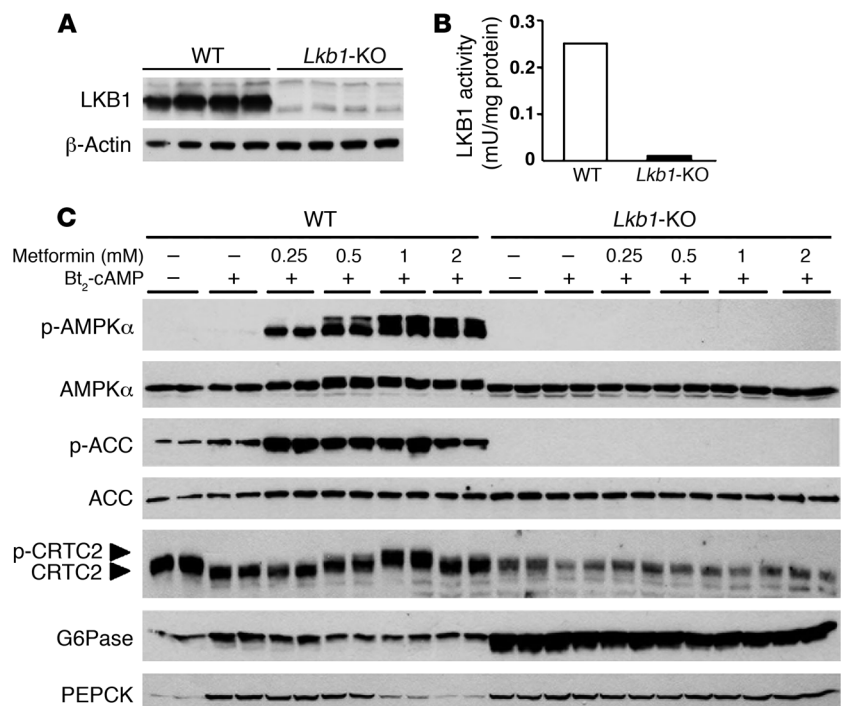 A
WT Lkb1-KO
LKB1
β-Actin
B
LKB1 activity
(mU/mg protein)
0.3
0.2
0.1
0
WT Lkb1-KO
C
WT Lkb1-KO
Metformin (mM) – – 0.25 0.5 1 2 – – 0.25 0.5 1 2
Bt2-cAMP – + + + + + – + + + + +
p-AMPKα
AMPKα
p-ACC
ACC
p-CRTC2
CRTC2
G6Pase
PEPCK